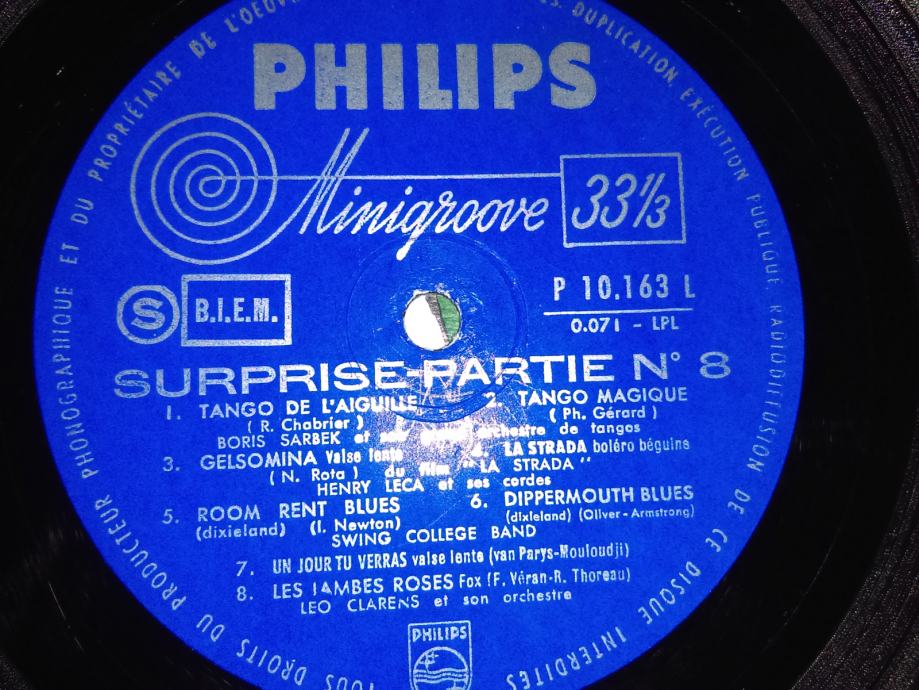 PHILIPS
Minigroove 33 1/3
S B.I.E.M.
P 10.163 L
0.071 - LPL
SURPRISE-PARTIE N° 8
1. TANGO DE L'AIGUILLE 2. TANGO MAGIQUE
( R. Chabrier ) ( Ph. Gérard )
BORIS SARBEK et son orchestre de tangos
3. GELSOMINA valse lente 4. LA STRADA boléro béguine
( N. Rota ) du film "LA STRADA"
HENRY LECA et ses cordes
5. ROOM RENT BLUES 6. DIPPERMOUTH BLUES
(dixieland) (I. Newton) (dixieland) (Oliver-Armstrong)
SWING COLLEGE BAND
7. UN JOUR TU VERRAS valse lente (van Parys-Mouloudji)
8. LES JAMBES ROSES Fox (F. Véran-R. Thoreau)
LEO CLARENS et son orchestre
PHILIPS
DROITS DU PRODUCTEUR PHONOGRAPHIQUE ET DU PROPRIÉTAIRE DE L'OEUVRE
DUPLICATION EXÉCUTION PUBLIQUE RADIODIFFUSION DE CE DISQUE INTERDITES